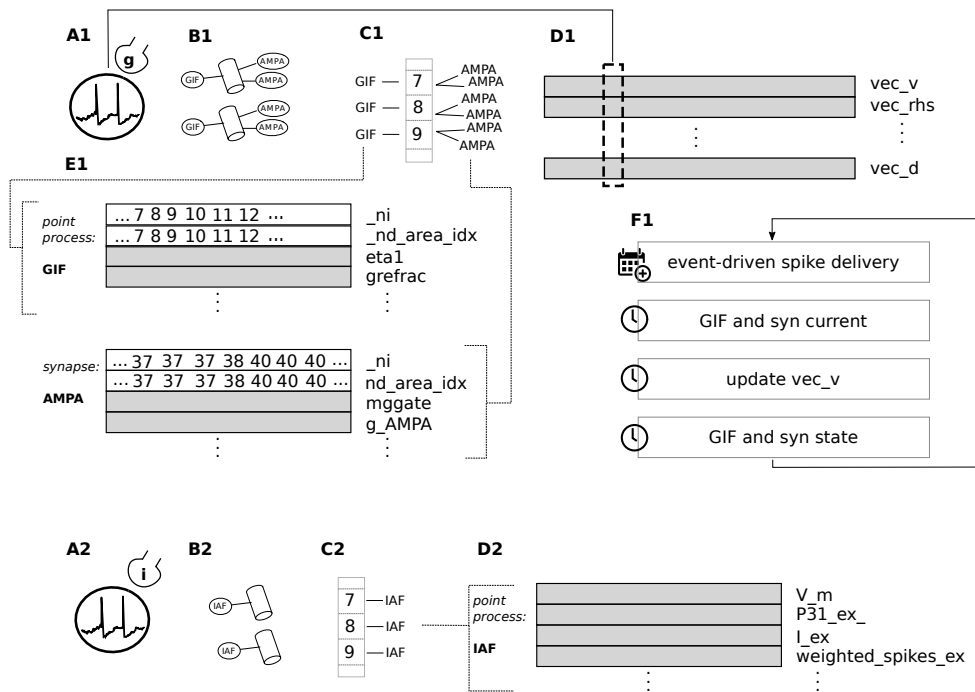 A1
B1
C1
D1
g
GIF
AMPA
AMPA
GIF
AMPA
AMPA
GIF
7
AMPA
AMPA
GIF
8
AMPA
AMPA
GIF
9
AMPA
AMPA
vec_v
vec_rhs
vec_d
E1
point
process:
GIF
... 7 8 9 10 11 12 ...
_ni
... 7 8 9 10 11 12 ...
_nd_area_idx
eta1
grefrac
synapse:
AMPA
... 37 37 37 38 40 40 40 ...
_ni
... 37 37 37 38 40 40 40 ...
nd_area_idx
mggate
g_AMPA
F1
event-driven spike delivery
GIF and syn current
update vec_v
GIF and syn state
A2
B2
C2
D2
i
IAF
IAF
7
IAF
8
IAF
9
IAF
point
process:
IAF
V_m
P31_ex_
I_ex
weighted_spikes_ex